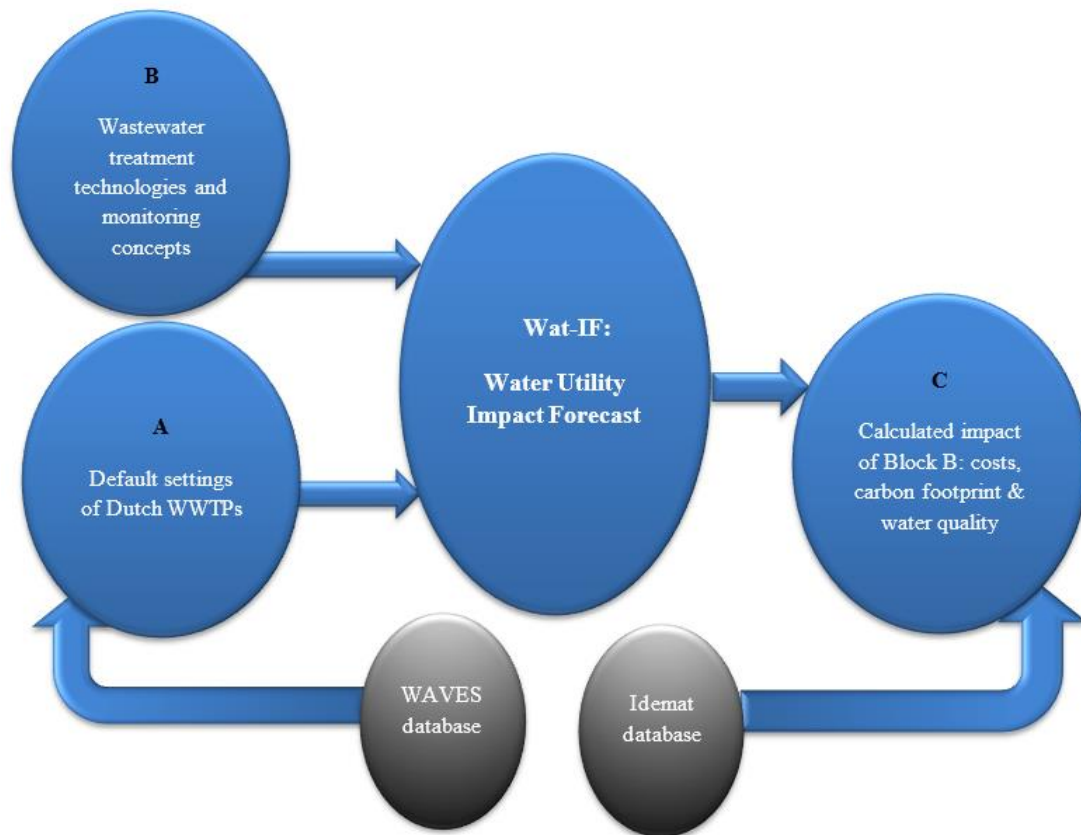 B
Wastewater
treatment
technologies and
monitoring
concepts
A
Default settings
of Dutch WWTPs
Wat-IF:
Water Utility
Impact Forecast
C
Calculated impact
of Block B: costs,
carbon footprint &
water quality
WAVES
database
Idemat
database